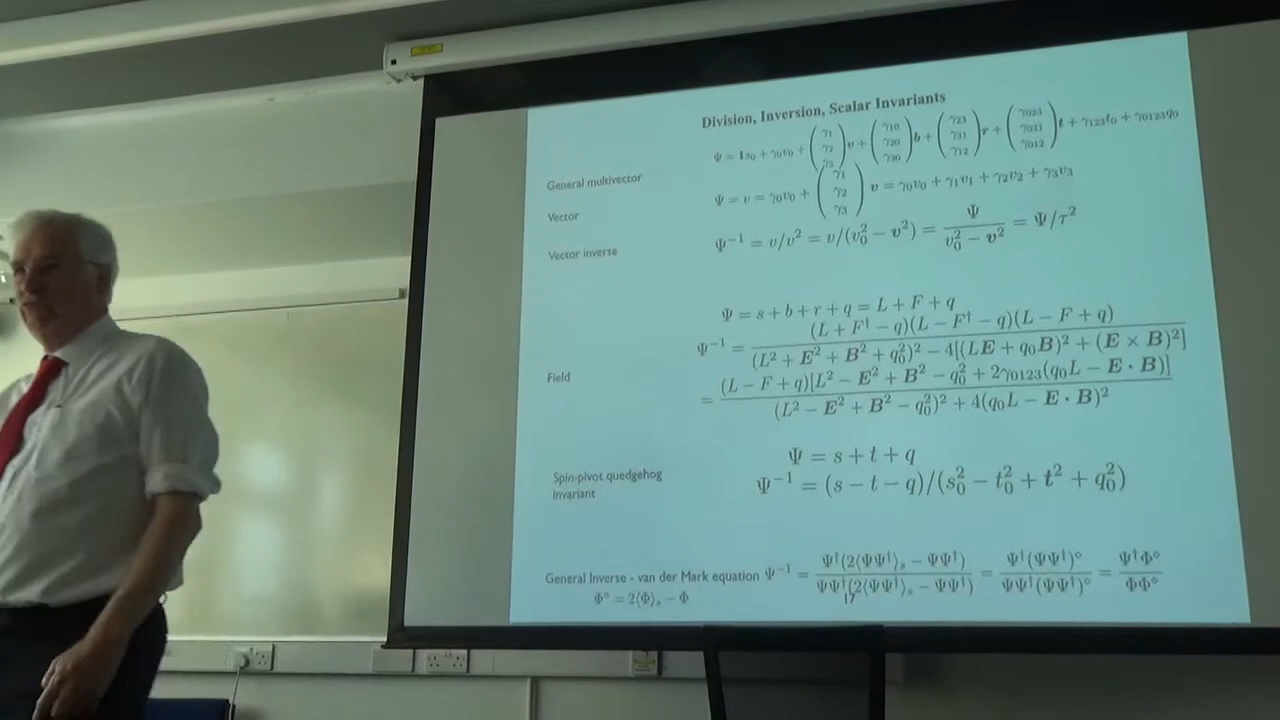 Division, Inversion, Scalar Invariants
General multivector Ψ = 1s₀ + γ₀v₀ + (γ₁ γ₂ γ₃) v + (γ₁₀ γ₂₀ γ₃₀) b + (γ₂₃ γ₃₁ γ₁₂) r + (γ₀₂₃ γ₀₃₁ γ₀₁₂) t + γ₁₂₃t₀ + γ₀₁₂₃q₀
Vector Ψ = v = γ₀v₀ + (γ₁ γ₂ γ₃) v = γ₀v₀ + γ₁v₁ + γ₂v₂ + γ₃v₃
Vector inverse Ψ⁻¹ = v/v² = v/(v₀² − v²) = Ψ / (v₀² − v²) = Ψ/τ²
Ψ = s + b + r + q = L + F + q
Field Ψ⁻¹ = (L + F† − q)(L − F† − q)(L − F + q) / (L² + E² + B² + q₀²)² − 4[(LE + q₀B)² + (E × B)²]
= (L − F + q)[L² − E² + B² − q₀² + 2γ₀₁₂₃(q₀L − E · B)] / (L² − E² + B² − q₀²)² + 4(q₀L − E · B)²
Spin-pivot quedgehog
invariant
Ψ = s + t + q
Ψ⁻¹ = (s − t − q)/(s₀² − t₀² + t² + q₀²)
General Inverse - van der Mark equation Ψ⁻¹ = Ψ†(2⟨ΨΨ†⟩ₛ − ΨΨ†) / ΨΨ†(2⟨ΨΨ†⟩ₛ − ΨΨ†) = Ψ†(ΨΨ†)⋄ / ΨΨ†(ΨΨ†)⋄ = Ψ†Φ⋄ / ΦΦ⋄
Φ⋄ = 2⟨Φ⟩ₛ − Φ
17